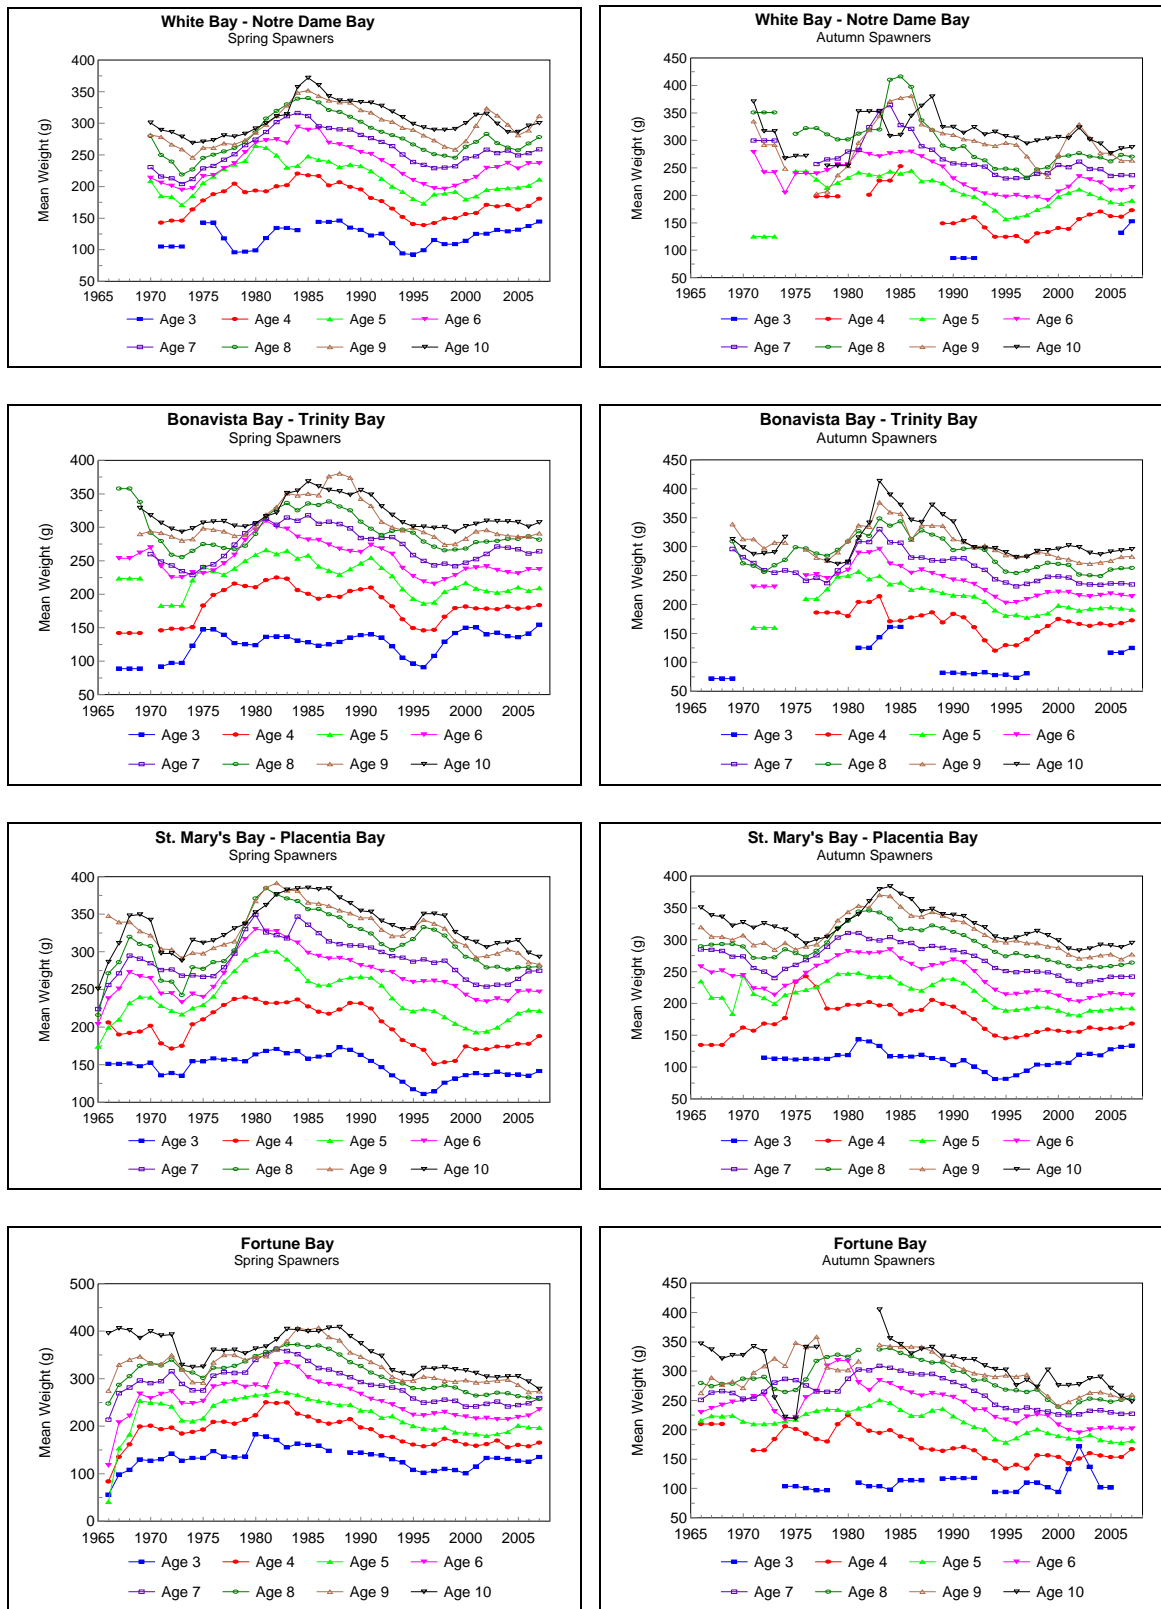 White Bay - Notre Dame Bay
Spring Spawners
Mean Weight (g)
400
350
300
250
200
150
100
50
1965 1970 1975 1980 1985 1990 1995 2000 2005
Age 3 Age 4 Age 5 Age 6
Age 7 Age 8 Age 9 Age 10
White Bay - Notre Dame Bay
Autumn Spawners
Mean Weight (g)
450
400
350
300
250
200
150
100
50
1965 1970 1975 1980 1985 1990 1995 2000 2005
Age 3 Age 4 Age 5 Age 6
Age 7 Age 8 Age 9 Age 10
Bonavista Bay - Trinity Bay
Spring Spawners
Mean Weight (g)
400
350
300
250
200
150
100
50
1965 1970 1975 1980 1985 1990 1995 2000 2005
Age 3 Age 4 Age 5 Age 6
Age 7 Age 8 Age 9 Age 10
Bonavista Bay - Trinity Bay
Autumn Spawners
Mean Weight (g)
450
400
350
300
250
200
150
100
50
1965 1970 1975 1980 1985 1990 1995 2000 2005
Age 3 Age 4 Age 5 Age 6
Age 7 Age 8 Age 9 Age 10
St. Mary's Bay - Placentia Bay
Spring Spawners
Mean Weight (g)
400
350
300
250
200
150
100
1965 1970 1975 1980 1985 1990 1995 2000 2005
Age 3 Age 4 Age 5 Age 6
Age 7 Age 8 Age 9 Age 10
St. Mary's Bay - Placentia Bay
Autumn Spawners
Mean Weight (g)
400
350
300
250
200
150
100
50
1965 1970 1975 1980 1985 1990 1995 2000 2005
Age 3 Age 4 Age 5 Age 6
Age 7 Age 8 Age 9 Age 10
Fortune Bay
Spring Spawners
Mean Weight (g)
500
400
300
200
100
0
1965 1970 1975 1980 1985 1990 1995 2000 2005
Age 3 Age 4 Age 5 Age 6
Age 7 Age 8 Age 9 Age 10
Fortune Bay
Autumn Spawners
Mean Weight (g)
450
400
350
300
250
200
150
100
50
1965 1970 1975 1980 1985 1990 1995 2000 2005
Age 3 Age 4 Age 5 Age 6
Age 7 Age 8 Age 9 Age 10